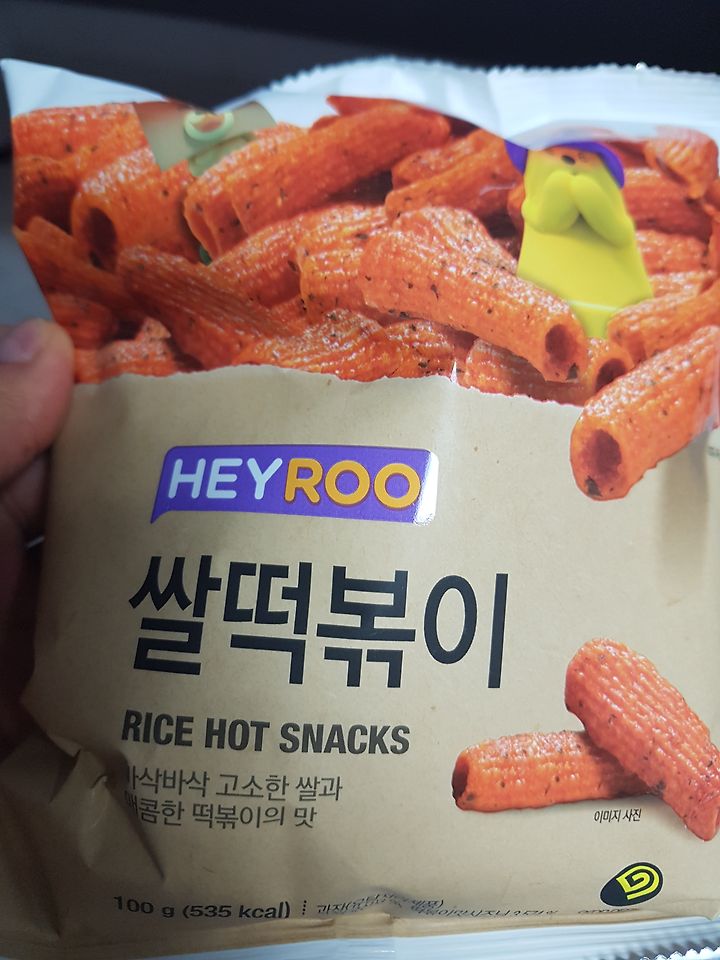 HEYROO
쌀떡볶이
RICE HOT SNACKS
바삭바삭 고소한 쌀과
매콤한 떡볶이의 맛
이미지 사진
100 g (535 kcal)